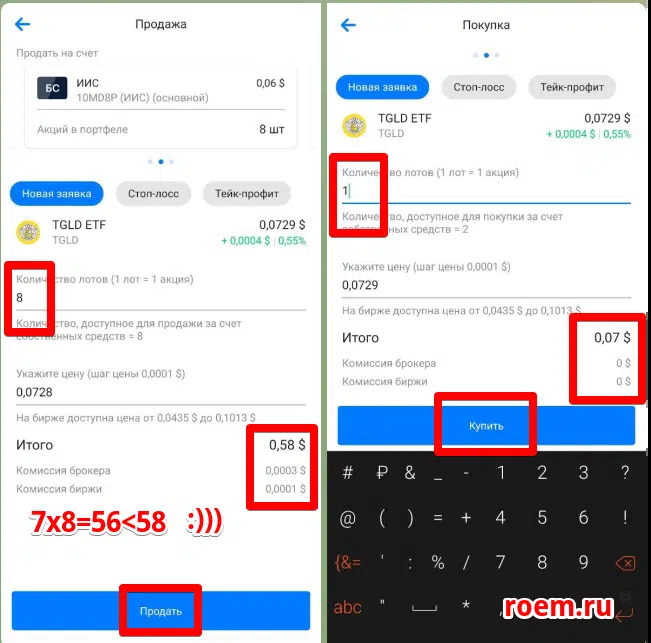 Продажа
Продать на счет
БС
ИИС
0,06 $
10MD8P (ИИС) (основной)
Акций в портфеле
8 шт
Новая заявка
Стоп-лосс
Тейк-профит
TGLD ETF
0,0729 $
TGLD
+ 0,0004 $ | 0,55%
Количество лотов (1 лот = 1 акция)
8
Количество, доступное для продажи за счет
собственных средств = 8
Укажите цену (шаг цены 0,0001 $)
0,0728
На бирже доступна цена от 0,0435 $ до 0,1013 $
Итого
0,58 $
Комиссия брокера
0,0003 $
Комиссия биржи
0,0001 $
7x8=56<58 :)))
Продать
Покупка
Новая заявка
Стоп-лосс
Тейк-профит
TGLD ETF
0,0729 $
TGLD
+ 0,0004 $ | 0,55%
Количество лотов (1 лот = 1 акция)
1
Количество, доступное для покупки за счет
собственных средств = 2
Укажите цену (шаг цены 0,0001 $)
0,0729
На бирже доступна цена от 0,0435 $ до 0,1013 $
Итого
0,07 $
Комиссия брокера
0 $
Комиссия биржи
0 $
Купить
# ₽ & _ - 1 2 3 ?
@ ( ) = + 4 5 6 !
{&= ' : % / 7 8 9
abc " *
roem.ru